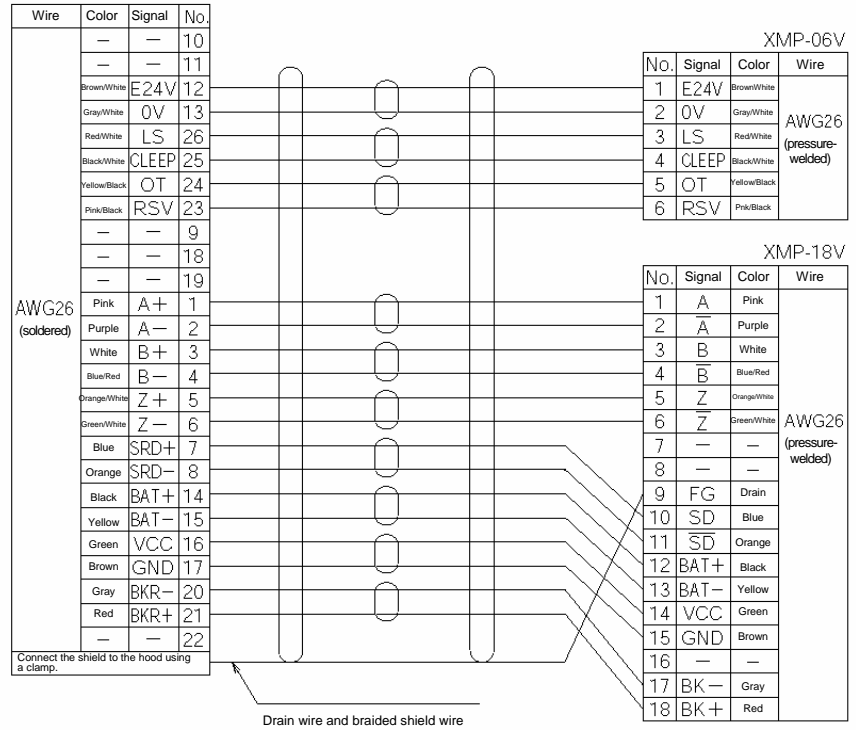 Wire Color Signal No.
— — 10
— — 11
Brown/White E24V 12
Gray/White 0V 13
Red/White LS 26
Black/White CLEEP 25
Yellow/Black OT 24
Pink/Black RSV 23
— — 9
— — 18
— — 19
AWG26
(soldered)
Pink A+ 1
Purple A− 2
White B+ 3
Blue/Red B− 4
Orange/White Z+ 5
Green/White Z− 6
Blue SRD+ 7
Orange SRD− 8
Black BAT+ 14
Yellow BAT− 15
Green VCC 16
Brown GND 17
Gray BKR− 20
Red BKR+ 21
— — 22
Connect the shield to the hood using
a clamp.
Drain wire and braided shield wire
XMP-06V
No. Signal Color Wire
1 E24V BrownWhite
2 0V Gray/White
3 LS Red/White
4 CLEEP Black/White
5 OT Yellow/Black
6 RSV Pnk/Black
AWG26
(pressure-
welded)
XMP-18V
No. Signal Color Wire
1 A Pink
2 A̅ Purple
3 B White
4 B̅ Blue/Red
5 Z Orange/White
6 Z̅ Green/White
7 — —
8 — —
9 FG Drain
10 SD Blue
11 S̅D̅ Orange
12 BAT+ Black
13 BAT− Yellow
14 VCC Green
15 GND Brown
16 — —
17 BK− Gray
18 BK+ Red
AWG26
(pressure-
welded)